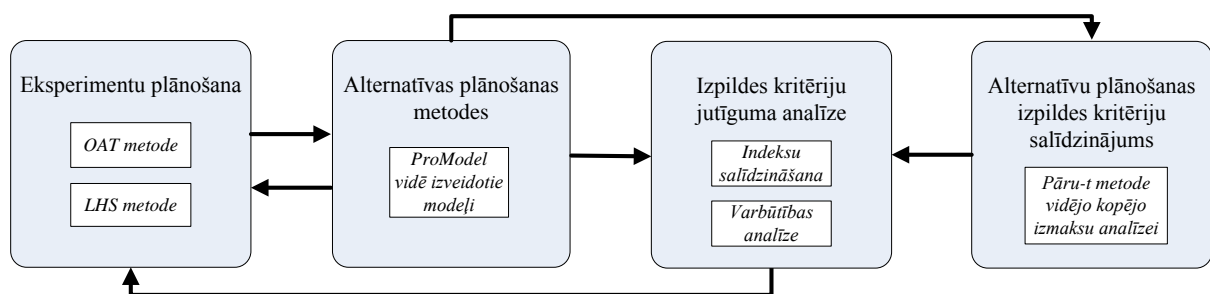 Eksperimentu plānošana
OAT metode
LHS metode
Alternatīvas plānošanas
metodes
ProModel
vidē izveidotie
modeļi
Izpildes kritēriju
jutīguma analīze
Indeksu
salīdzināšana
Varbūtības
analīze
Alternatīvu plānošanas
izpildes kritēriju
salīdzinājums
Pāru-t metode
vidējo kopējo
izmaksu analīzei